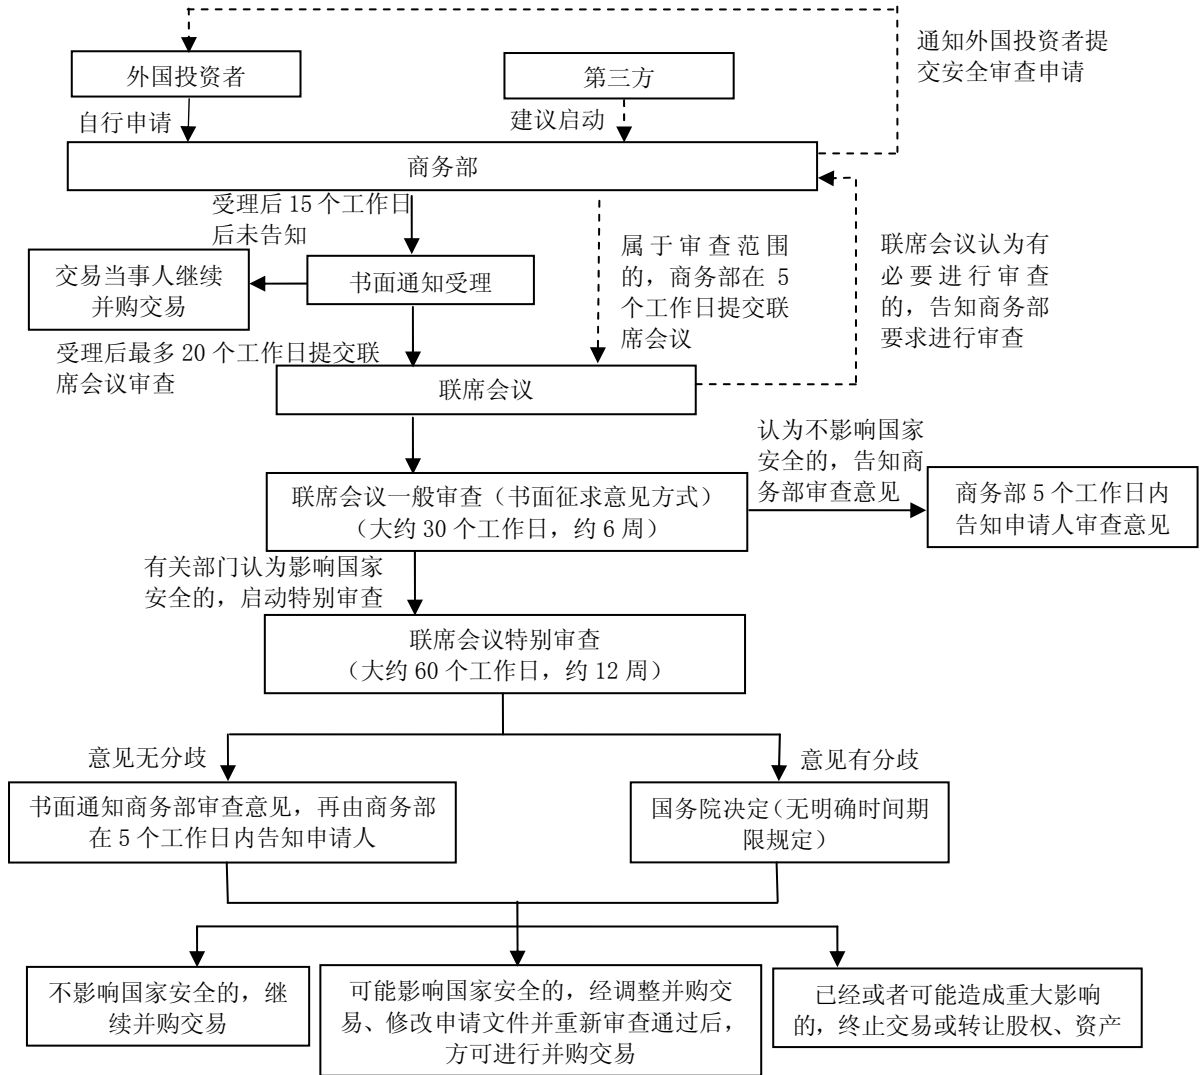 通知外国投资者提
交安全审查申请
外国投资者
第三方
自行申请
建议启动
商务部
受理后 15 个工作日
后未告知
属于审查范围
的，商务部在 5
个工作日提交联
席会议
联席会议认为有
必要进行审查
的，告知商务部
要求进行审查
交易当事人继续
并购交易
书面通知受理
受理后最多 20 个工作日提交联
席会议审查
联席会议
认为不影响国家
安全的，告知商
务部审查意见
联席会议一般审查（书面征求意见方式）
（大约 30 个工作日，约 6 周）
商务部 5 个工作日内
告知申请人审查意见
有关部门认为影响国家
安全的，启动特别审查
联席会议特别审查
（大约 60 个工作日，约 12 周）
意见无分歧
意见有分歧
书面通知商务部审查意见，再由商务部
在 5 个工作日内告知申请人
国务院决定（无明确时间期
限规定）
不影响国家安全的，继
续并购交易
可能影响国家安全的，经调整并购交
易、修改申请文件并重新审查通过后，
方可进行并购交易
已经或者可能造成重大影响
的，终止交易或转让股权、资产